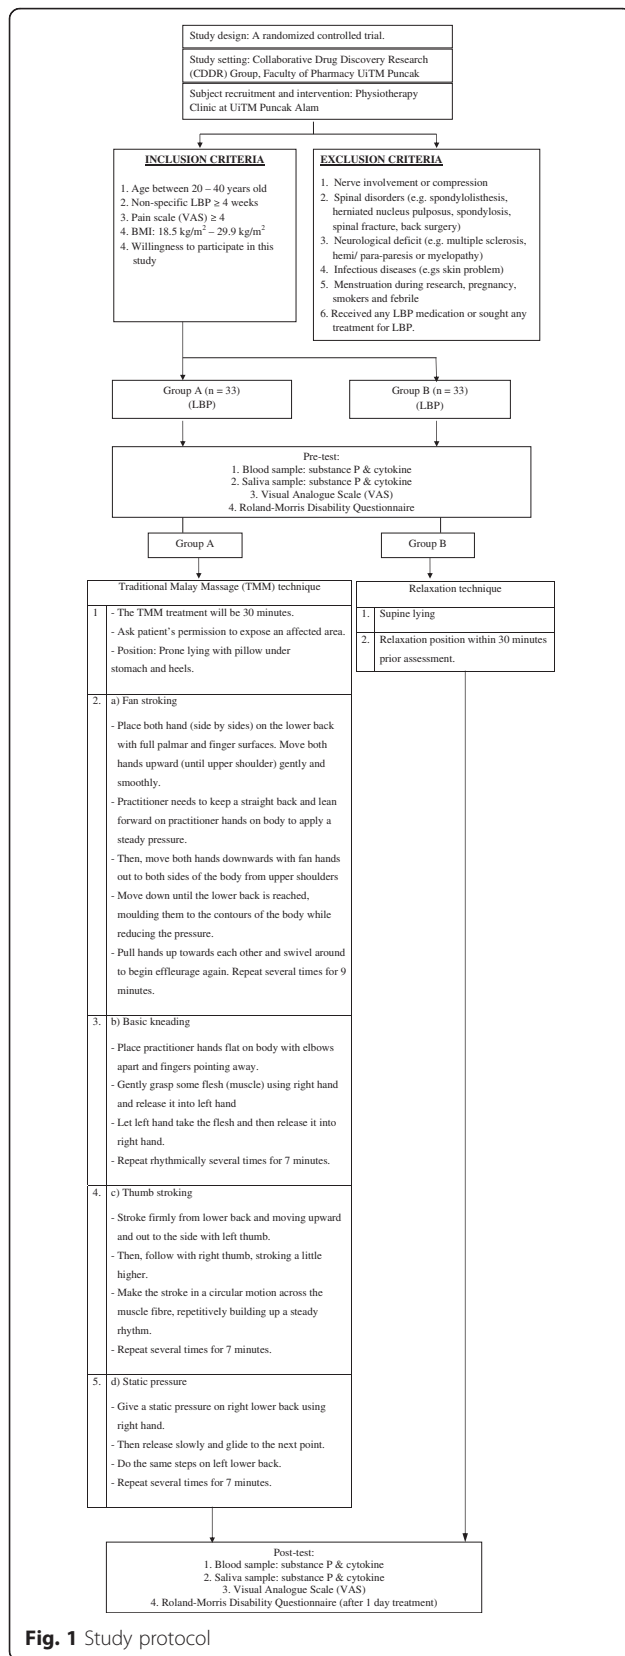 Study design: A randomized controlled trial.
Study setting: Collaborative Drug Discovery Research
(CDDR) Group, Faculty of Pharmacy UiTM Puncak
Subject recruitment and intervention: Physiotherapy
Clinic at UiTM Puncak Alam
INCLUSION CRITERIA
1. Age between 20 – 40 years old
2. Non-specific LBP ≥ 4 weeks
3. Pain scale (VAS) ≥ 4
4. BMI: 18.5 kg/m² – 29.9 kg/m²
4. Willingness to participate in this
study
EXCLUSION CRITERIA
1. Nerve involvement or compression
2. Spinal disorders (e.g. spondylolisthesis,
herniated nucleus pulposus, spondylosis,
spinal fracture, back surgery)
3. Neurological deficit (e.g. multiple sclerosis,
hemi/ para-paresis or myelopathy)
4. Infectious diseases (e.gs skin problem)
5. Menstruation during research, pregnancy,
smokers and febrile
6. Received any LBP medication or sought any
treatment for LBP.
Group A (n = 33)
(LBP)
Group B (n = 33)
(LBP)
Pre-test:
1. Blood sample: substance P & cytokine
2. Saliva sample: substance P & cytokine
3. Visual Analogue Scale (VAS)
4. Roland-Morris Disability Questionnaire
Group A
Group B
Traditional Malay Massage (TMM) technique
1 - The TMM treatment will be 30 minutes.
- Ask patient's permission to expose an affected area.
- Position: Prone lying with pillow under
stomach and heels.
2. a) Fan stroking
- Place both hand (side by sides) on the lower back
with full palmar and finger surfaces. Move both
hands upward (until upper shoulder) gently and
smoothly.
- Practitioner needs to keep a straight back and lean
forward on practitioner hands on body to apply a
steady pressure.
- Then, move both hands downwards with fan hands
out to both sides of the body from upper shoulders
- Move down until the lower back is reached,
moulding them to the contours of the body while
reducing the pressure.
- Pull hands up towards each other and swivel around
to begin effleurage again. Repeat several times for 9
minutes.
3. b) Basic kneading
- Place practitioner hands flat on body with elbows
apart and fingers pointing away.
- Gently grasp some flesh (muscle) using right hand
and release it into left hand
- Let left hand take the flesh and then release it into
right hand.
- Repeat rhythmically several times for 7 minutes.
4. c) Thumb stroking
- Stroke firmly from lower back and moving upward
and out to the side with left thumb.
- Then, follow with right thumb, stroking a little
higher.
- Make the stroke in a circular motion across the
muscle fibre, repetitively building up a steady
rhythm.
- Repeat several times for 7 minutes.
5. d) Static pressure
- Give a static pressure on right lower back using
right hand.
- Then release slowly and glide to the next point.
- Do the same steps on left lower back.
- Repeat several times for 7 minutes.
Relaxation technique
1. Supine lying
2. Relaxation position within 30 minutes
prior assessment.
Post-test:
1. Blood sample: substance P & cytokine
2. Saliva sample: substance P & cytokine
3. Visual Analogue Scale (VAS)
4. Roland-Morris Disability Questionnaire (after 1 day treatment)
Fig. 1 Study protocol